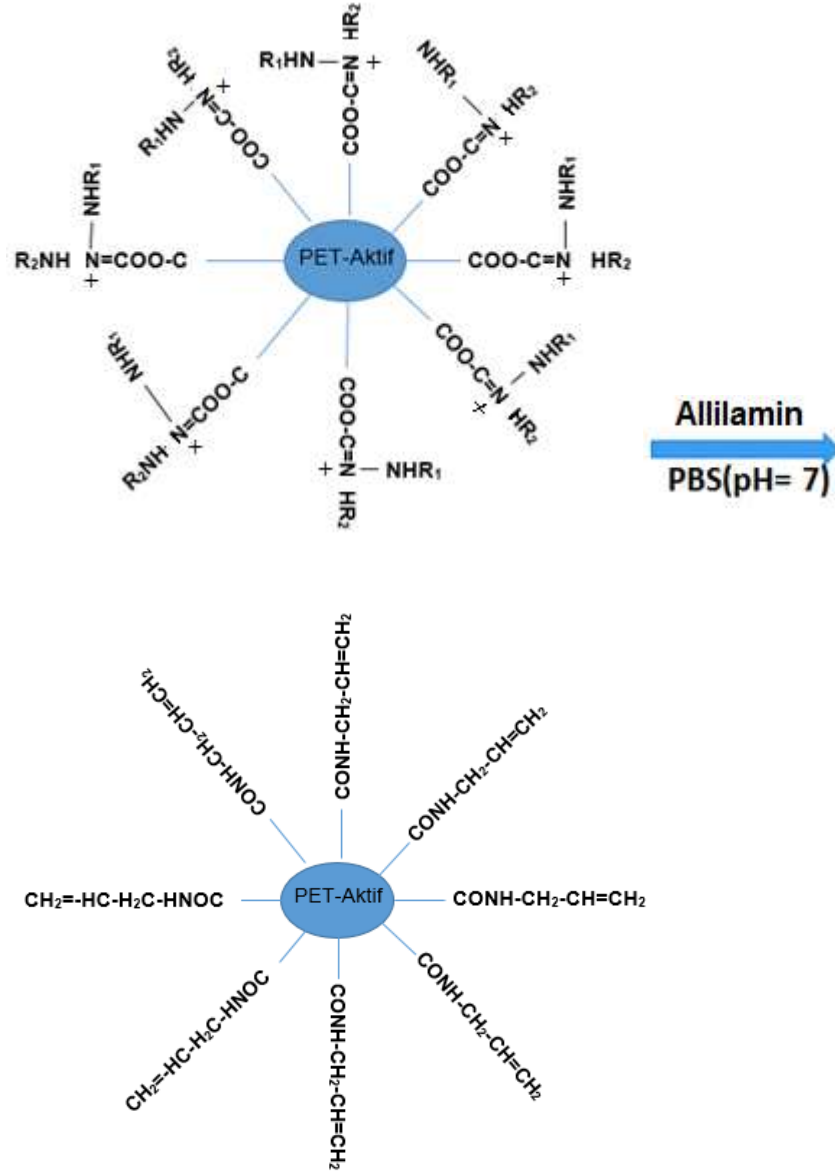 R₁HN
HR₂
COO-C=N
+
R₁HN
HR₂
COO-C=N
+
NHR₁
HR₂
COO-C=N
+
NHR₁
R₂NH N=COO-C
+
PET-Aktif
NHR₁
COO-C=N HR₂
+
NHR₁
R₂NH- N=COO-C
+
COO-C=N
+
NHR₁
HR₂
COO-C=N
+
NHR₁
HR₂
Allilamin
PBS(pH= 7)
CONH-CH₂-CH=CH₂
CONH-CH₂-CH=CH₂
CONH-CH₂-CH=CH₂
CH₂=-HC-H₂C-HNOC
PET-Aktif
CONH-CH₂-CH=CH₂
CH₂=-HC-H₂C-HNOC
CONH-CH₂-CH=CH₂
CONH-CH₂-CH=CH₂